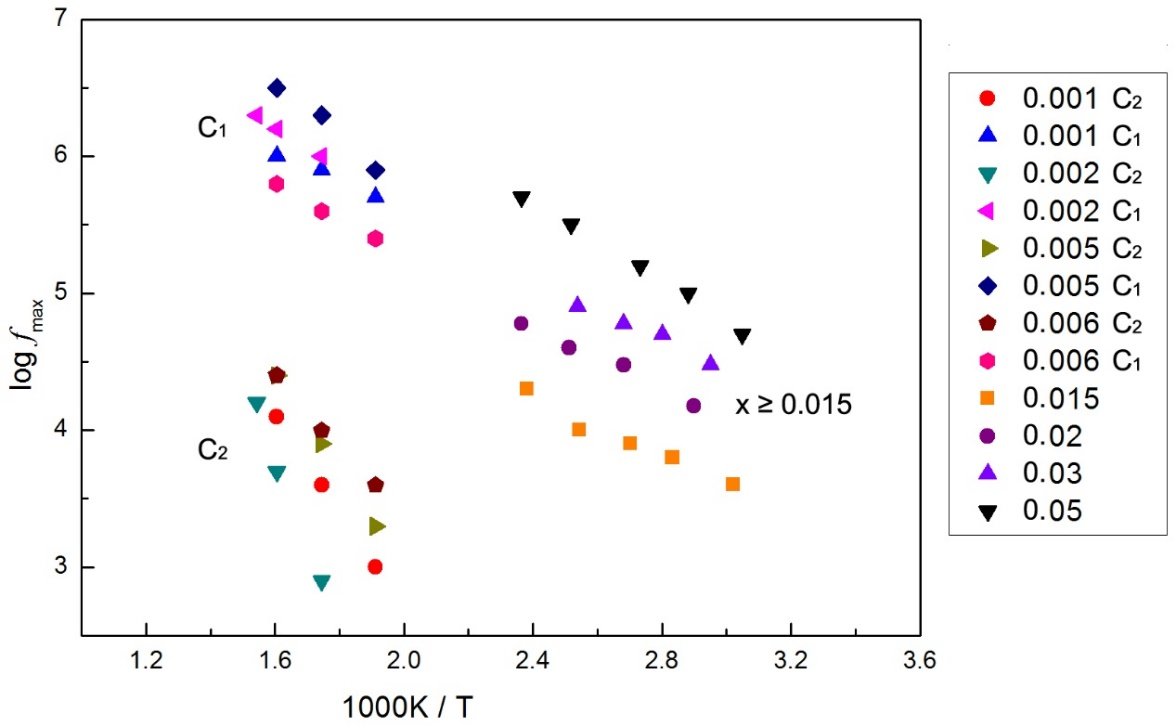 7
6
5
4
3
log fmax
C₁
C₂
x ≥ 0.015
1.2 1.6 2.0 2.4 2.8 3.2 3.6
1000K / T
0.001 C₂
0.001 C₁
0.002 C₂
0.002 C₁
0.005 C₂
0.005 C₁
0.006 C₂
0.006 C₁
0.015
0.02
0.03
0.05